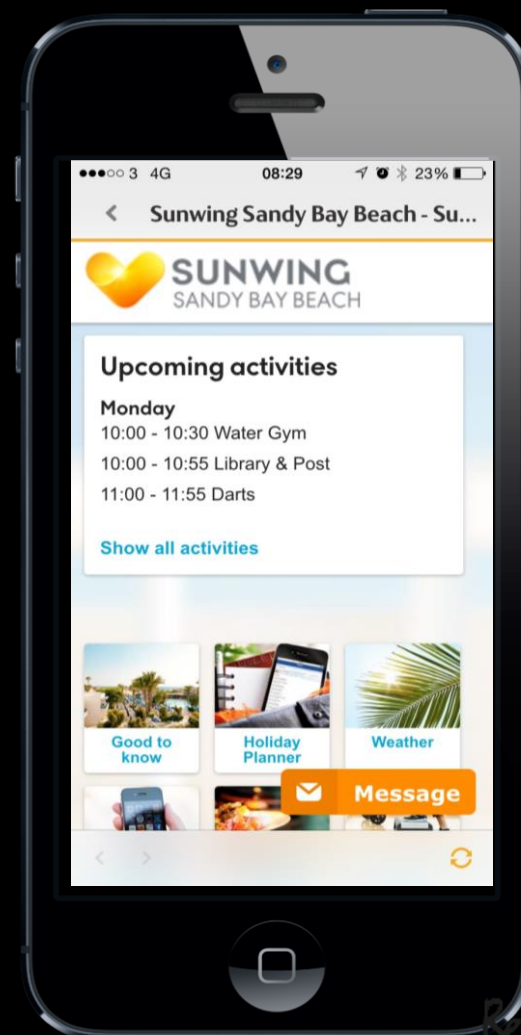 3 4G 08:29 23%
Sunwing Sandy Bay Beach - Su...
SUNWING
SANDY BAY BEACH
Upcoming activities
Monday
10:00 - 10:30 Water Gym
10:00 - 10:55 Library & Post
11:00 - 11:55 Darts
Show all activities
Good to
know
Holiday
Planner
Weather
Message